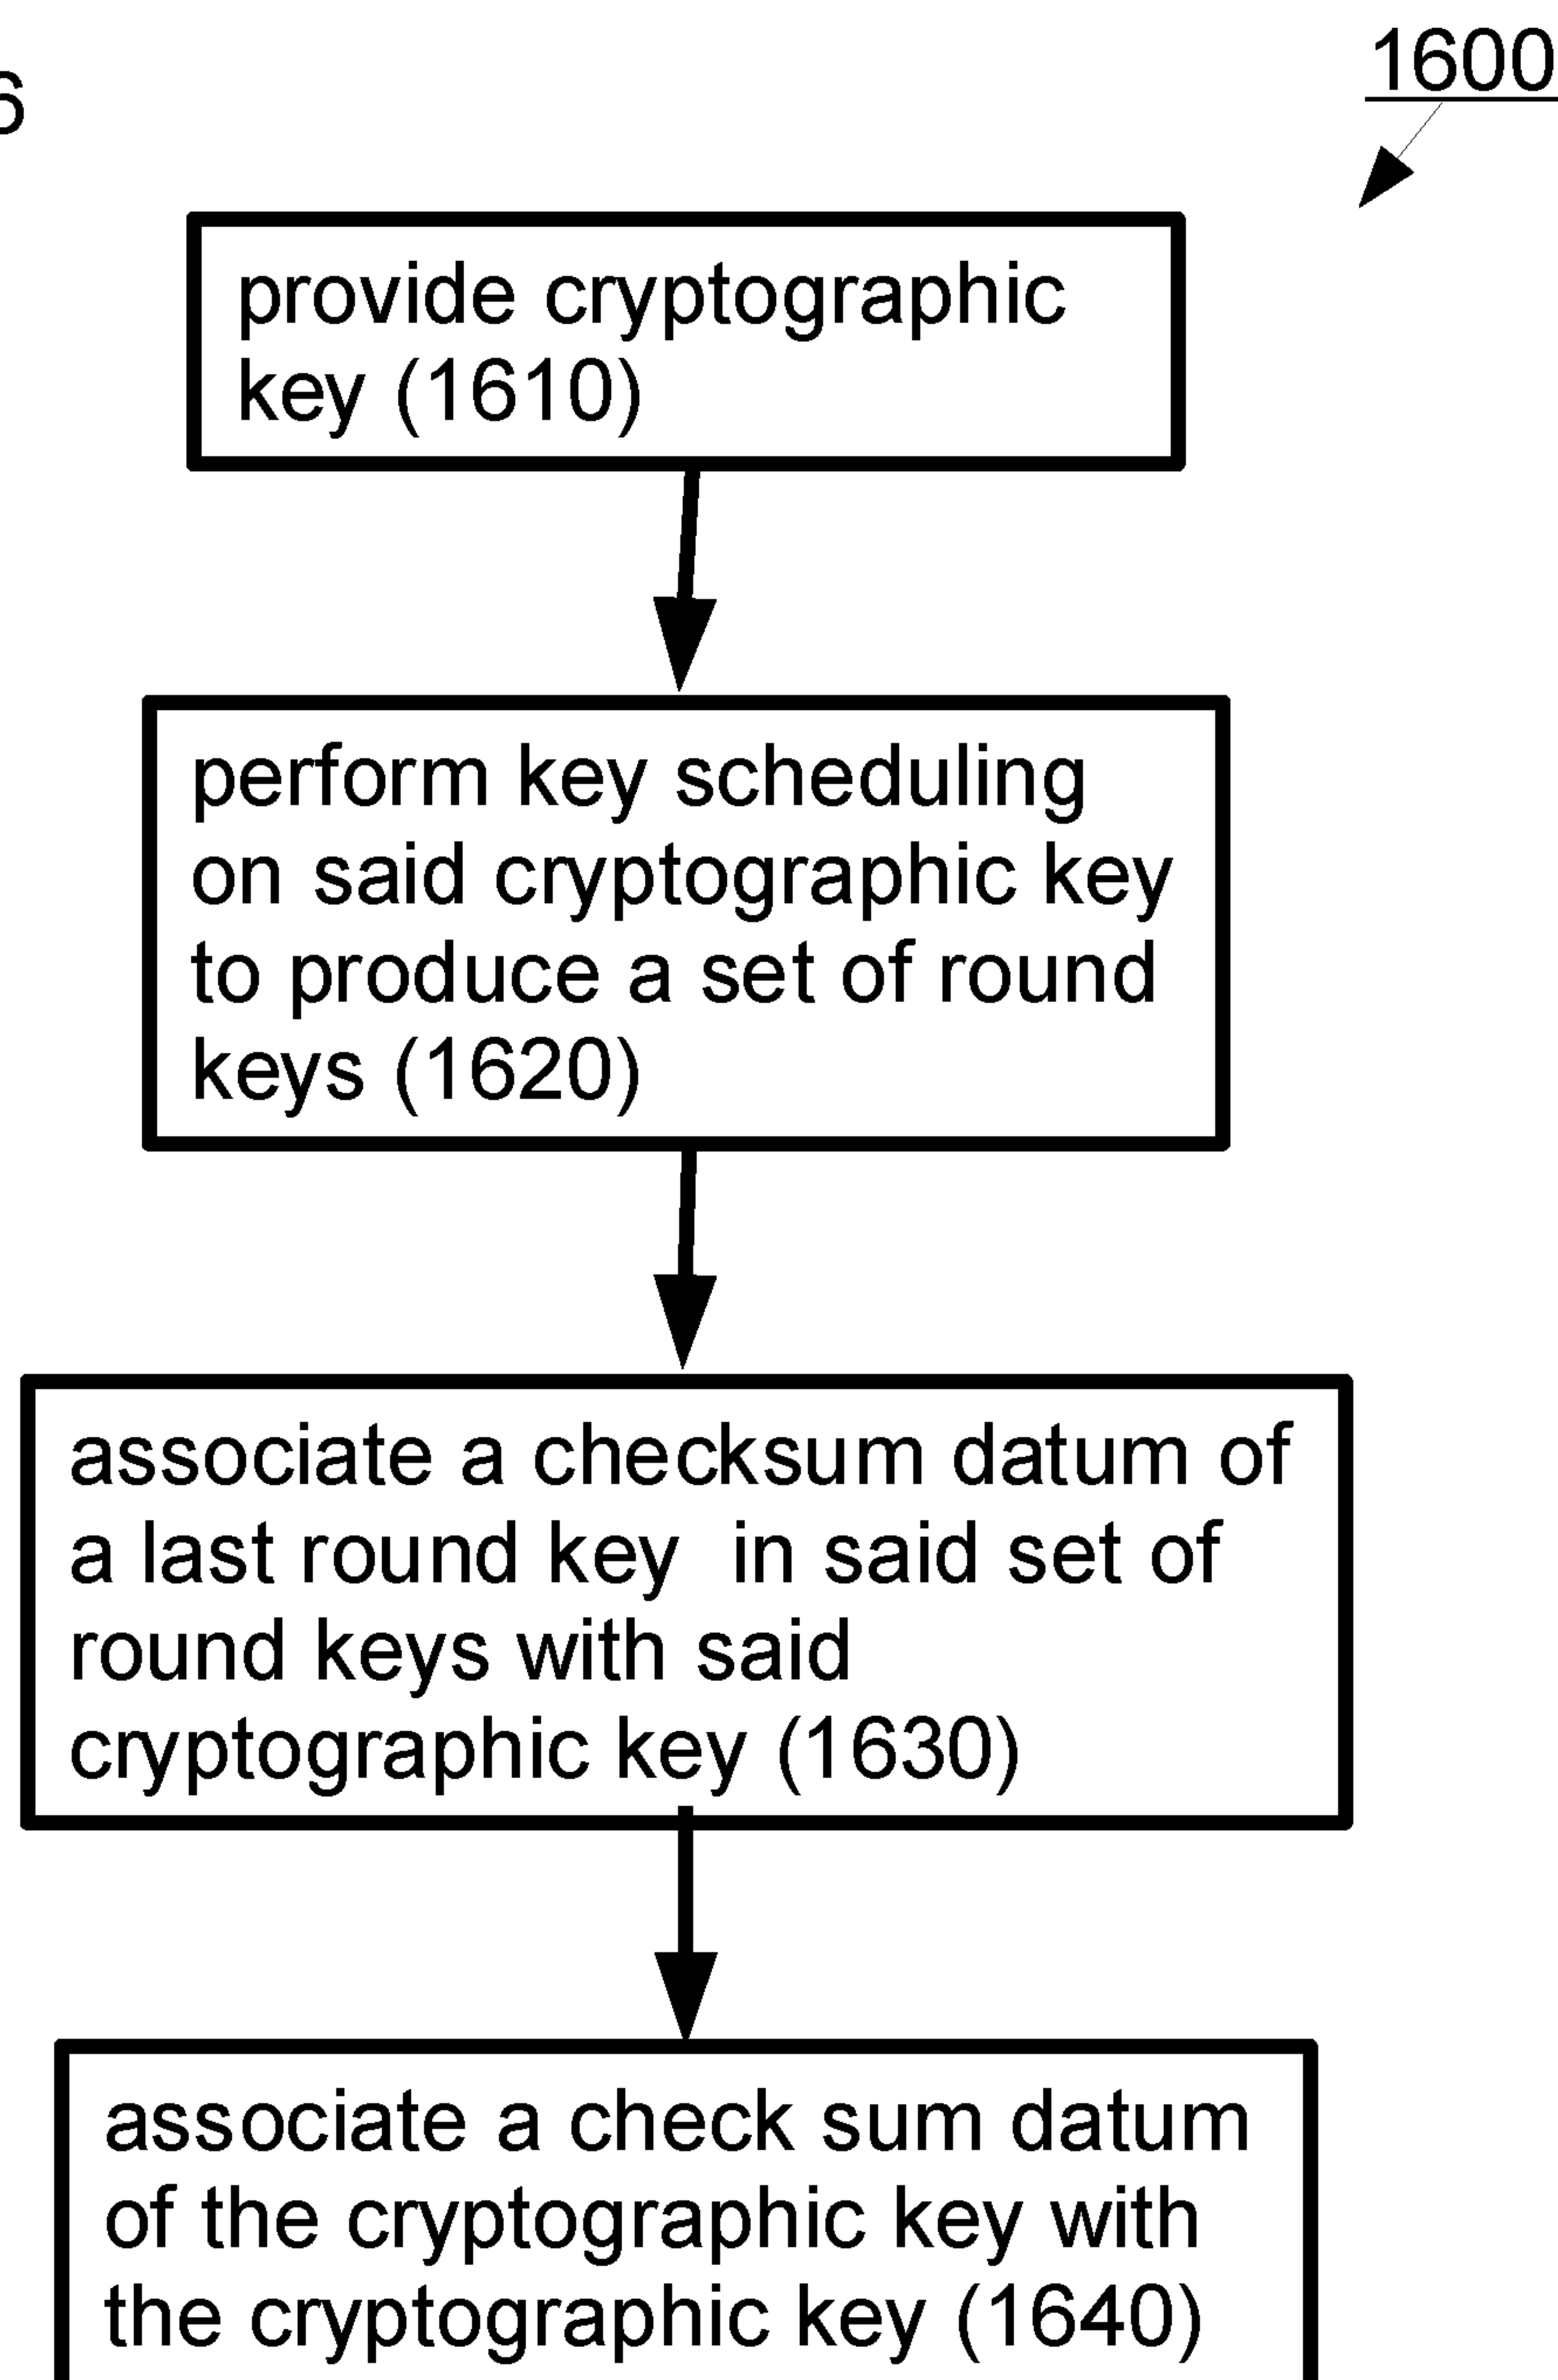 6
1600
provide cryptographic
key (1610)
perform key scheduling
on said cryptographic key
to produce a set of round
keys (1620)
associate a checksum datum of
a last round key  in said set of
round keys with said
cryptographic key (1630)
associate a check sum datum
of the cryptographic key with
the cryptographic key (1640)